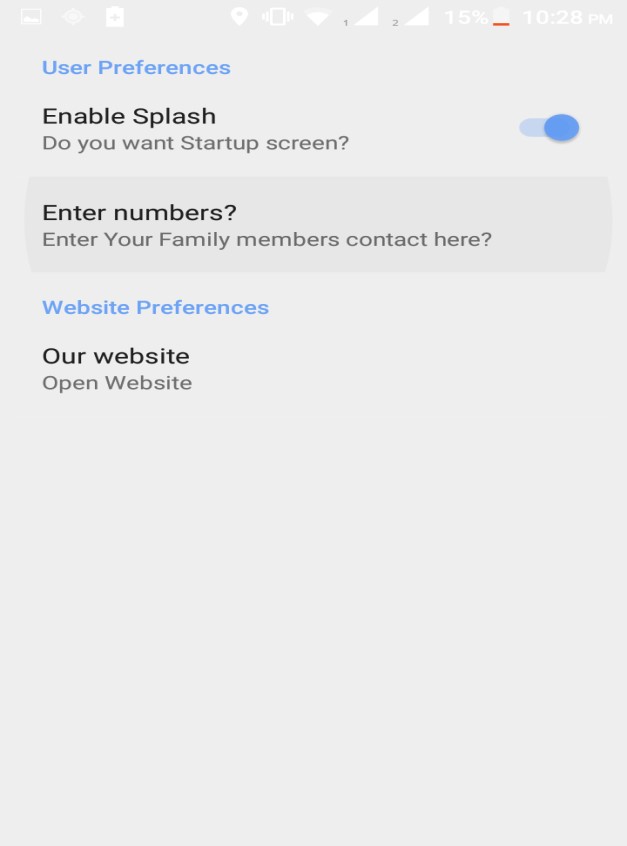 1 2 15% 10:28 PM
User Preferences
Enable Splash
Do you want Startup screen?
Enter numbers?
Enter Your Family members contact here?
Website Preferences
Our website
Open Website